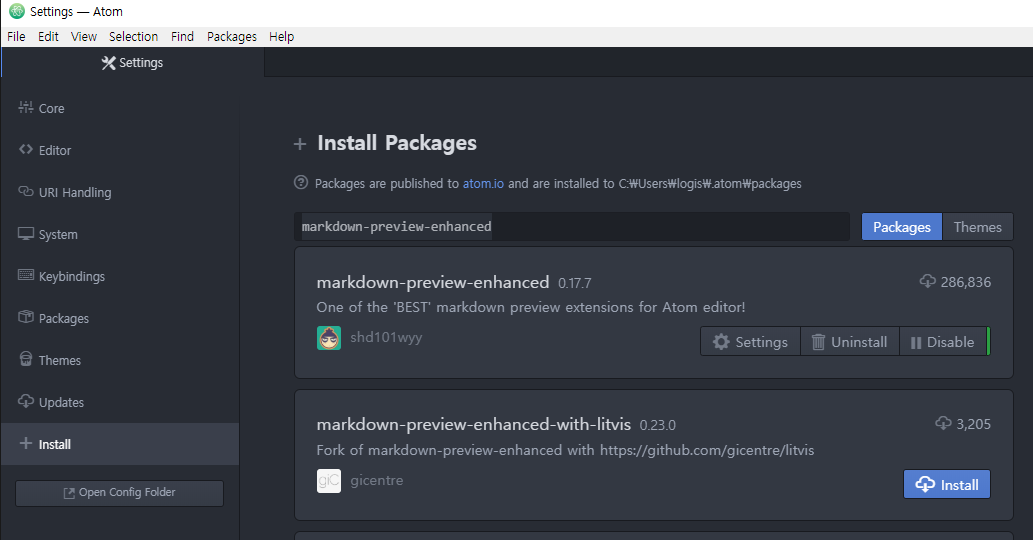 Settings — Atom
File Edit View Selection Find Packages Help
Settings
Core
Editor
URI Handling
System
Keybindings
Packages
Themes
Updates
Install
Open Config Folder
Install Packages
Packages are published to atom.io and are installed to C:₩Users₩logis₩.atom₩packages
markdown-preview-enhanced
Packages Themes
markdown-preview-enhanced 0.17.7 286,836
One of the 'BEST' markdown preview extensions for Atom editor!
shd101wyy
Settings Uninstall Disable
markdown-preview-enhanced-with-litvis 0.23.0 3,205
Fork of markdown-preview-enhanced with https://github.com/gicentre/litvis
giC gicentre
Install